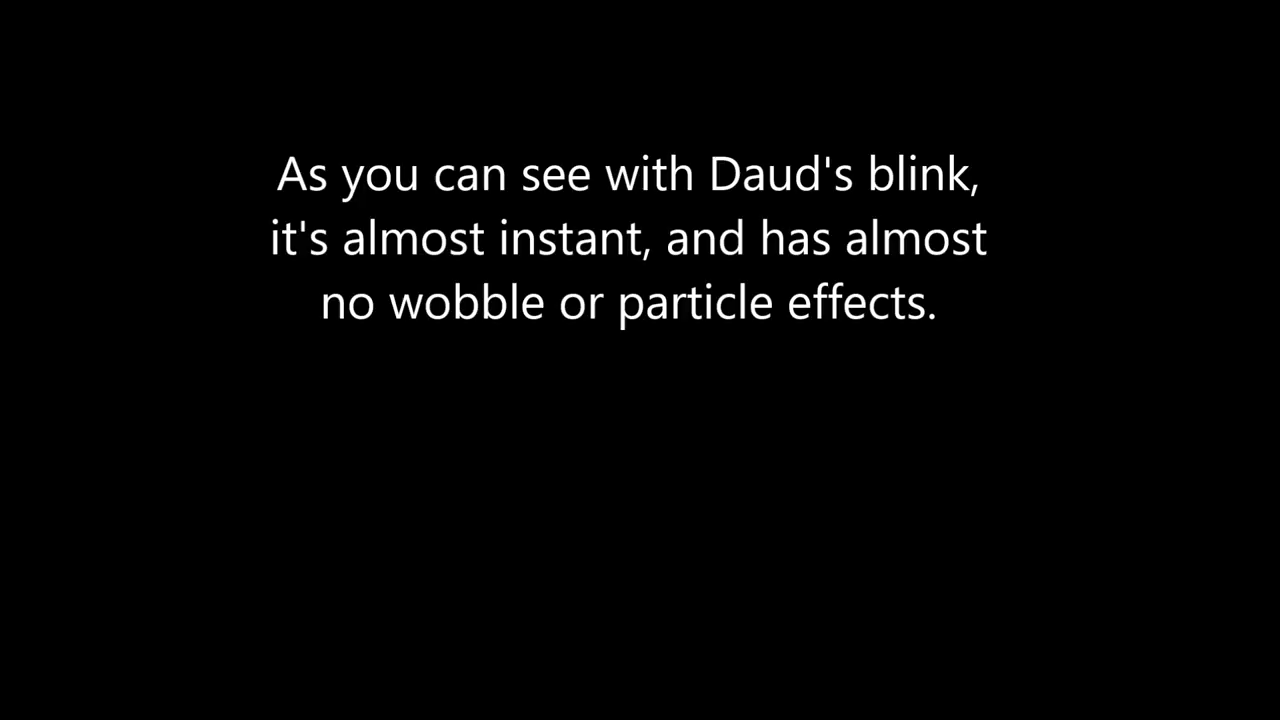 As you can see with Daud's blink,
it's almost instant, and has almost
no wobble or particle effects.